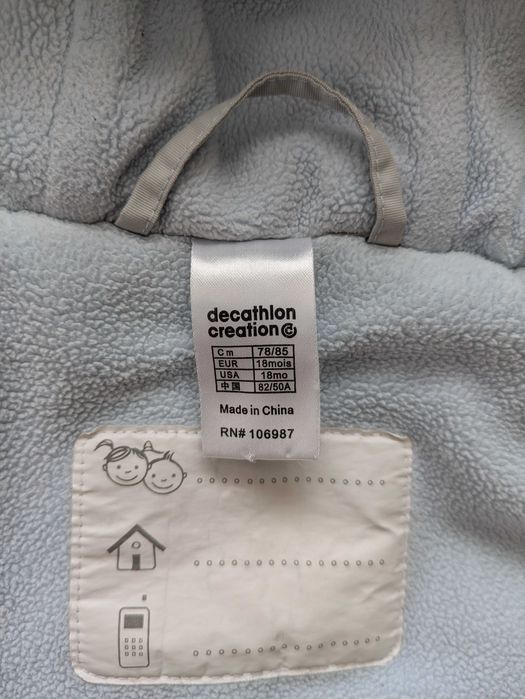 decathlon
creation
Cm 78/85
EUR 18mois
USA 18mo
中国 82/50A
Made in China
RN# 106987
#